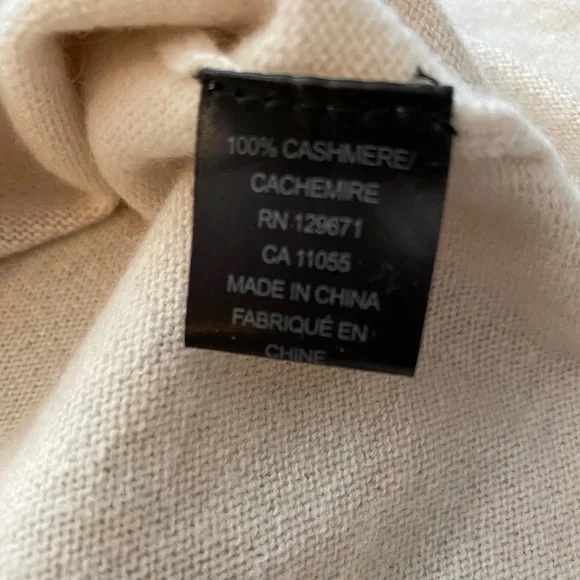 100% CASHMERE/
CACHEMIRE
RN 129671
CA 11055
MADE IN CHINA
FABRIQUÉ EN
CHINE